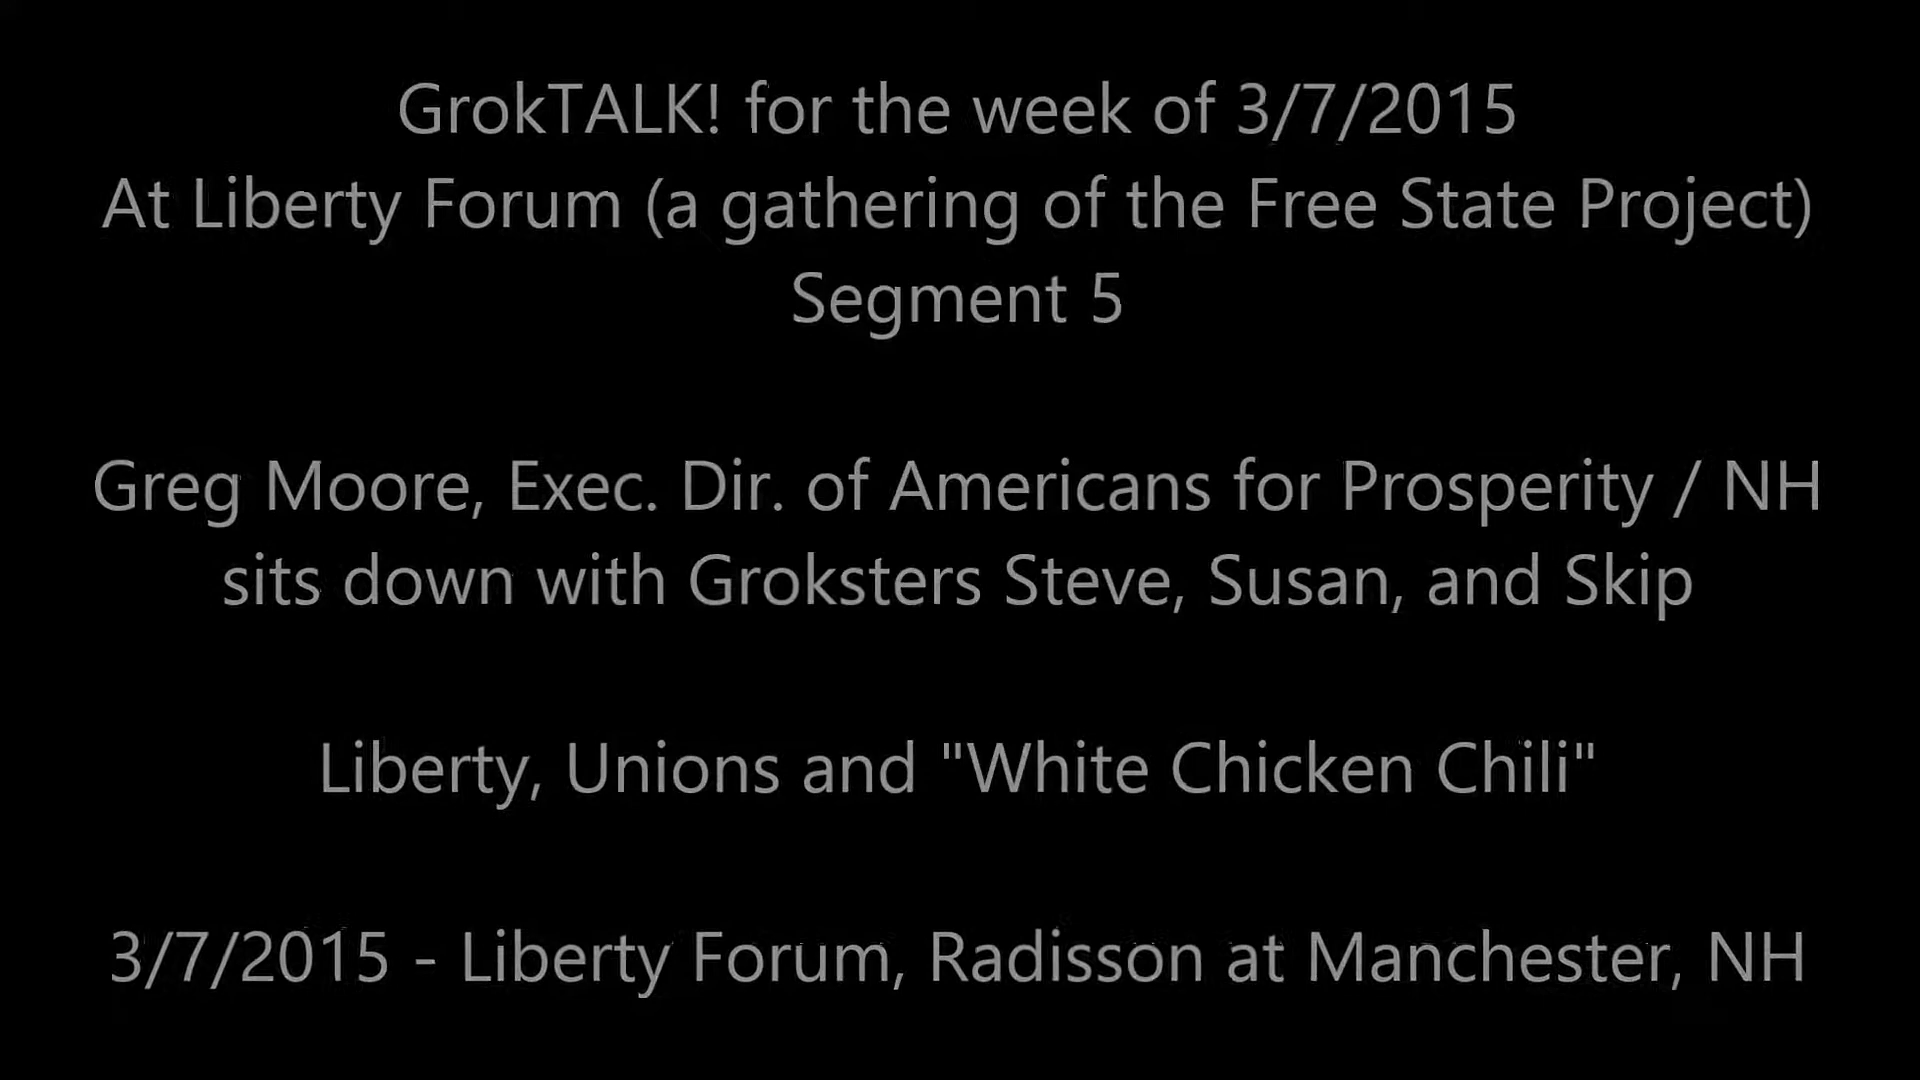 GrokTALK! for the week of 3/7/2015
At Liberty Forum (a gathering of the Free State Project)
Segment 5
Greg Moore, Exec. Dir. of Americans for Prosperity / NH
sits down with Groksters Steve, Susan, and Skip
Liberty, Unions and "White Chicken Chili"
3/7/2015 - Liberty Forum, Radisson at Manchester, NH